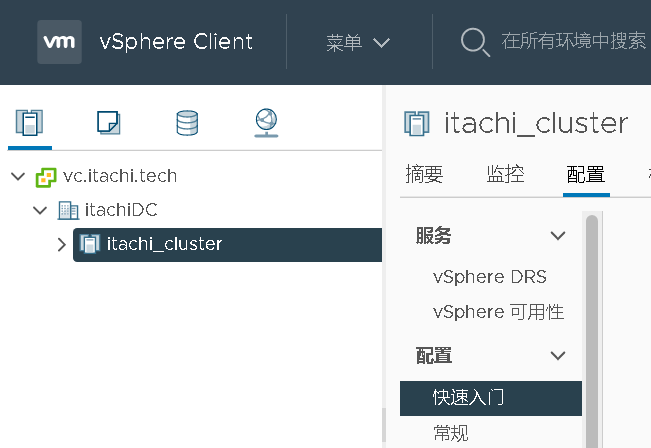 vm vSphere Client 菜单 在所有环境中搜索
itachi_cluster
摘要 监控 配置
vc.itachi.tech
itachiDC
itachi_cluster
服务
vSphere DRS
vSphere 可用性
配置
快速入门
常规